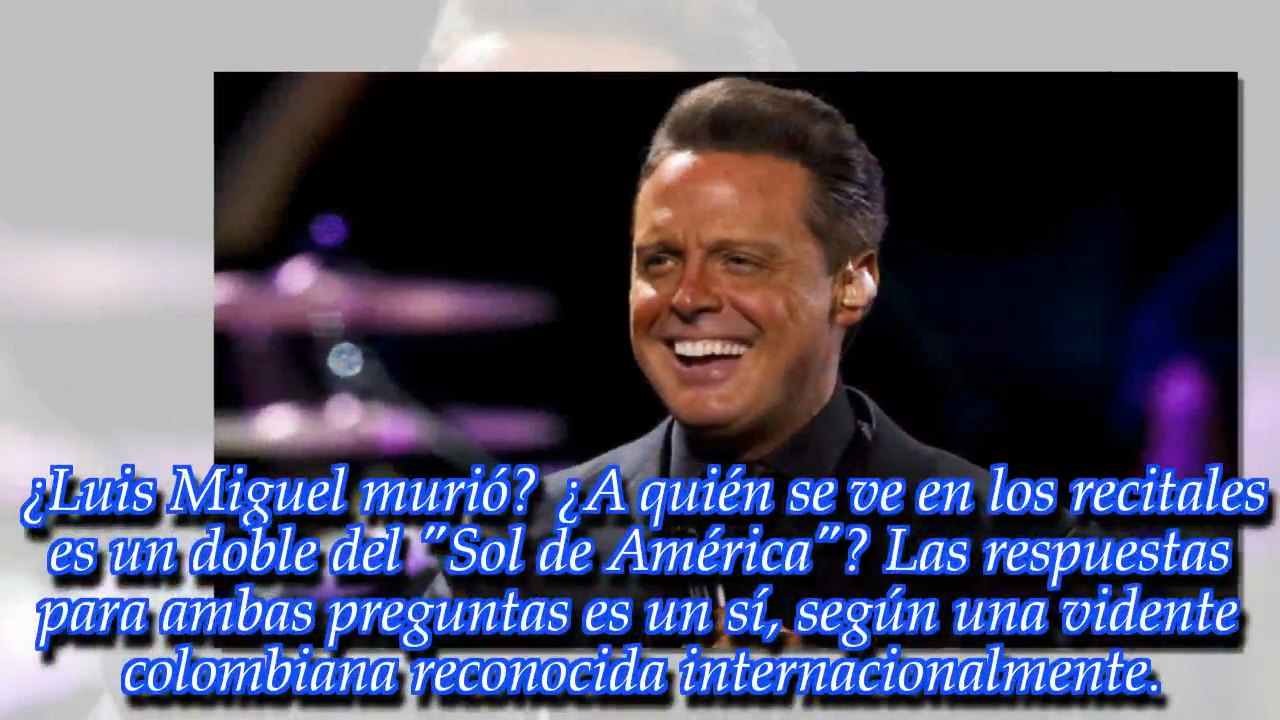 ¿Luis Miguel murió? ¿A quién se ve en los recitales
es un doble del "Sol de América"? Las respuestas
para ambas preguntas es un sí, según una vidente
colombiana reconocida internacionalmente.